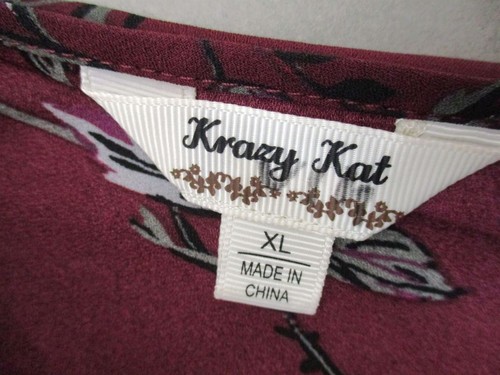 Krazy Kat
XL
MADE IN
CHINA